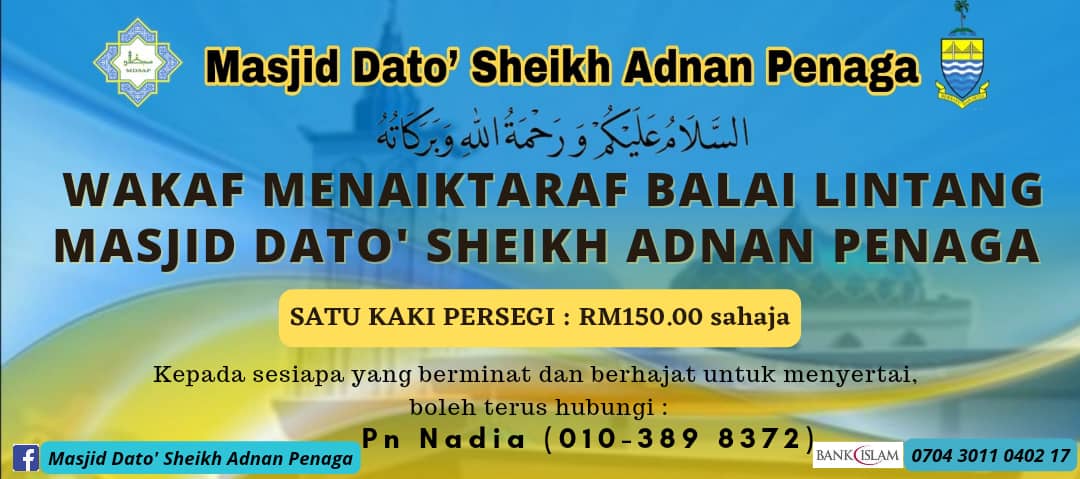 MDSAP
Masjid Dato’ Sheikh Adnan Penaga
السَّلَامُ عَلَيْكُمْ وَرَحْمَةُ اللهِ وَبَرَكَاتُهُ
WAKAF MENAIKTARAF BALAI LINTANG
MASJID DATO' SHEIKH ADNAN PENAGA
SATU KAKI PERSEGI : RM150.00 sahaja
Kepada sesiapa yang berminat dan berhajat untuk menyertai,
boleh terus hubungi :
Pn Nadia (010-389 8372)
Masjid Dato' Sheikh Adnan Penaga
BANK ISLAM
0704 3011 0402 17